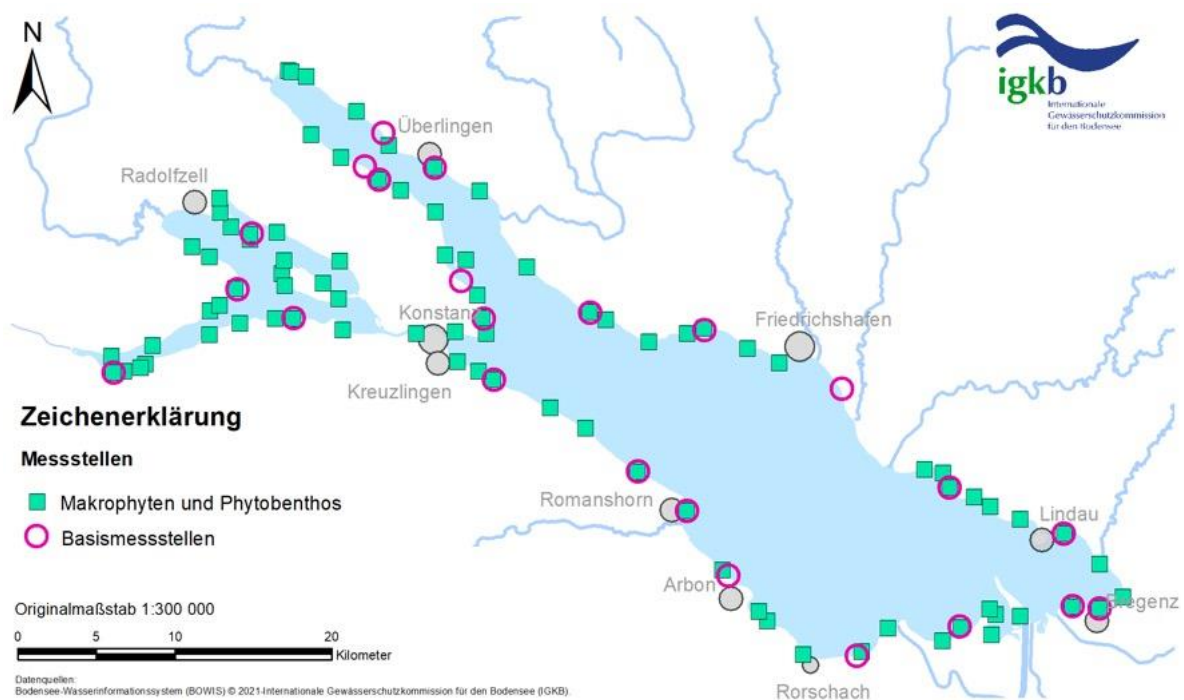 N
igkb
Internationale
Gewässerschutzkommission
für den Bodensee
Überlingen
Radolfzell
Konstanz
Friedrichshafen
Kreuzlingen
Zeichenerklärung
Messstellen
Makrophyten und Phytobenthos
Basismessstellen
Romanshorn
Lindau
Arbon
Bregenz
Rorschach
Originalmaßstab 1:300 000
0 5 10 20
Kilometer
Datenquellen:
Bodensee-Wasserinformationssystem (BOWIS) © 2021-Internationale Gewässerschutzkommission für den Bodensee (IGKB).